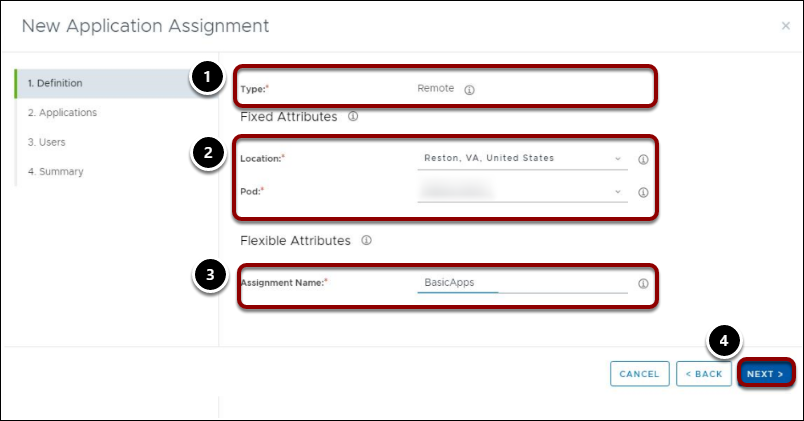 New Application Assignment
×
1. Definition
2. Applications
3. Users
4. Summary
1
Type:* Remote
Fixed Attributes
2
Location:* Reston, VA, United States
Pod:*
Flexible Attributes
3
Assignment Name:* BasicApps
4
CANCEL < BACK NEXT >